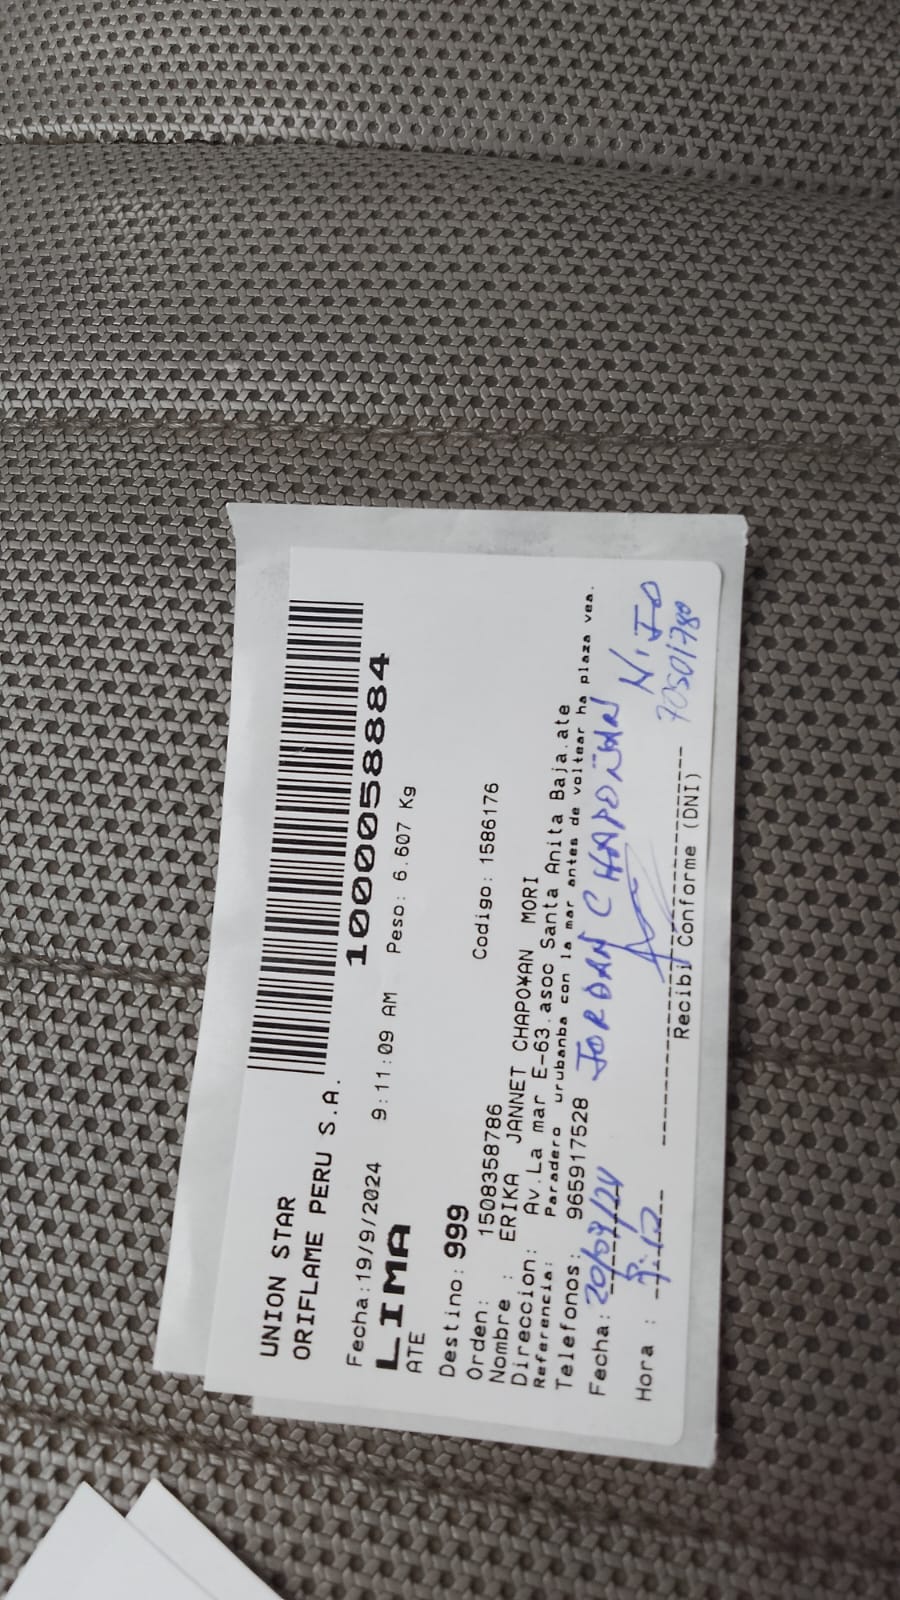 UNION STAR
ORIFLAME PERU S.A.
1000058884
Fecha:19/9/2024 9:11:09 AM Peso: 6.607 Kg
LIMA
ATE
Destino: 999
Orden: 1508358786 Codigo: 1586176
Nombre : ERIKA JANNET CHAPO¥AN MORI
Direccion: Av.La mar E-63.asoc Santa Anita Baja.ate
Referencia: Paradero urubanba con la mar antes de voltear ha plaza vea.
Telefonos: 965917528
JORDAN CHAPOÑAN
Fecha: 20/09/24
70501780
Hora :
Recibi Conforme (DNI)